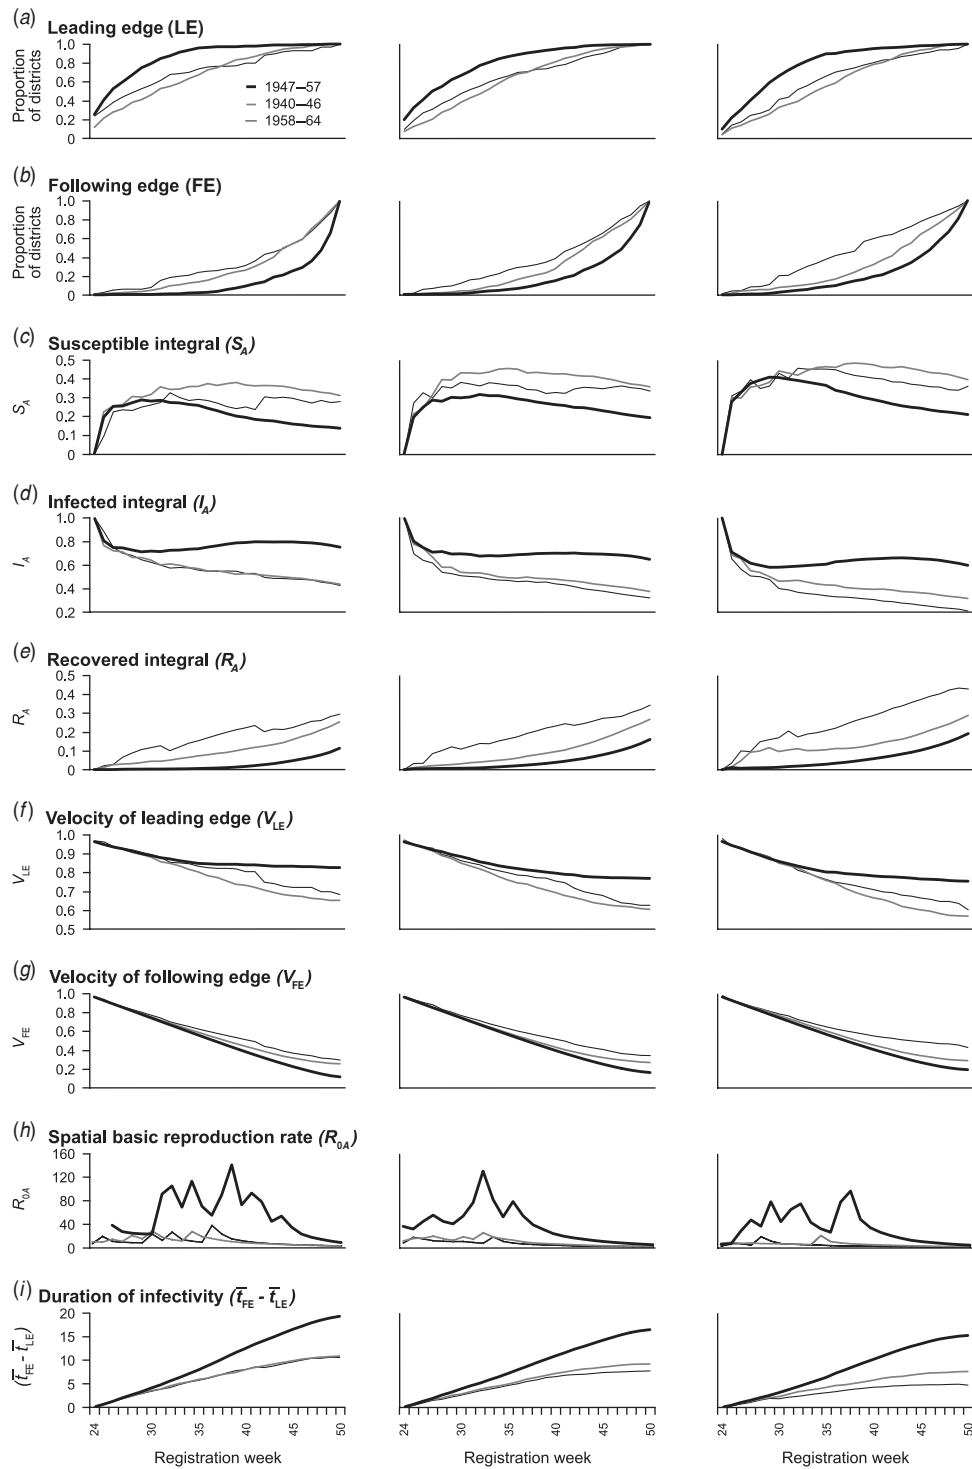 (a) Leading edge (LE)
Proportion
of districts
1.0
0.8
0.6
0.4
0.2
0
1947–57
1940–46
1958–64
(b) Following edge (FE)
Proportion
of districts
1.0
0.8
0.6
0.4
0.2
0
(c) Susceptible integral (S_A)
S_A
0.5
0.4
0.3
0.2
0.1
0
(d) Infected integral (I_A)
I_A
1.0
0.8
0.6
0.4
0.2
(e) Recovered integral (R_A)
R_A
0.5
0.4
0.3
0.2
0.1
0
(f) Velocity of leading edge (V_LE)
V_LE
1.0
0.9
0.8
0.7
0.6
0.5
(g) Velocity of following edge (V_FE)
V_FE
1.0
0.8
0.6
0.4
0.2
0
(h) Spatial basic reproduction rate (R_0A)
R_0A
160
120
80
40
0
(i) Duration of infectivity (t̅_FE - t̅_LE)
(t̅_FE - t̅_LE)
20
15
10
5
0
24 30 35 40 45 50 24 30 35 40 45 50 24 30 35 40 45 50
Registration week Registration week Registration week